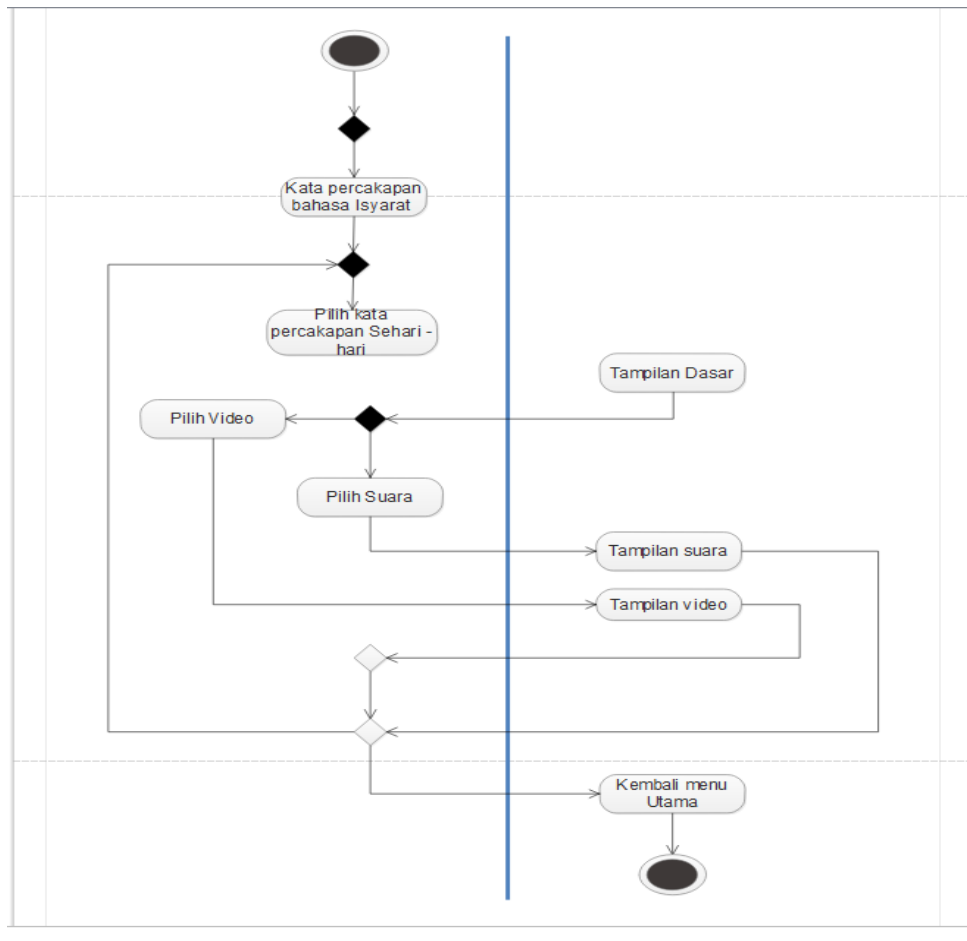 Kata percakapan
bahasa Isyarat
Pilih kata
percakapan Sehari -
hari
Tampilan Dasar
Pilih Video
Pilih Suara
Tampilan suara
Tampilan video
Kembali menu
Utama